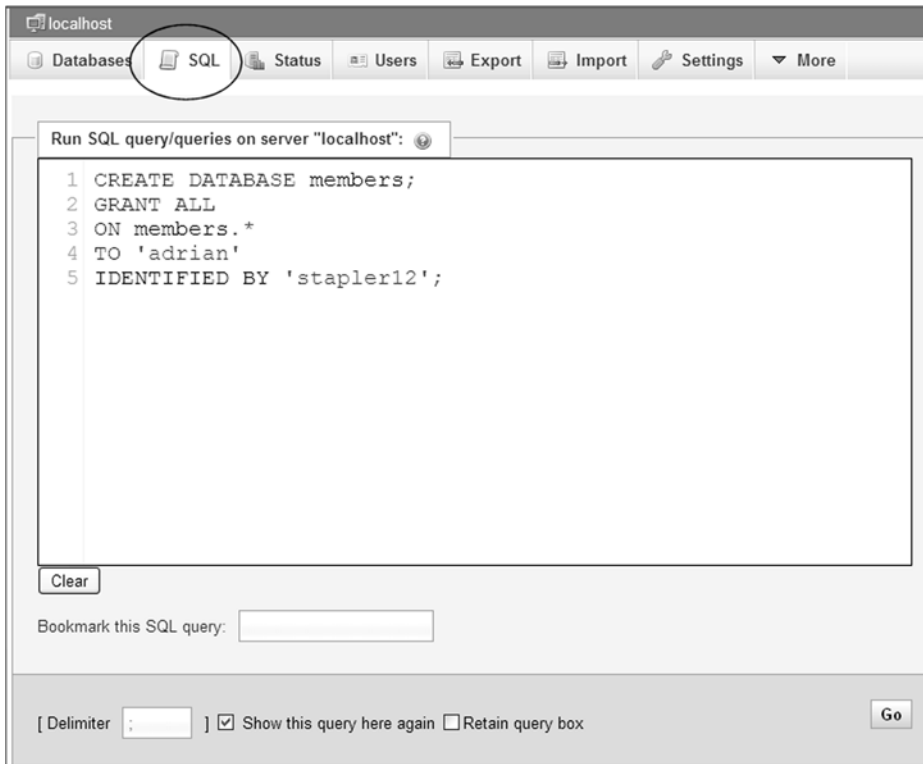 localhost
Databases SQL Status Users Export Import Settings More
Run SQL query/queries on server "localhost":
1 CREATE DATABASE members;
2 GRANT ALL
3 ON members.*
4 TO 'adrian'
5 IDENTIFIED BY 'stapler12';
Clear
Bookmark this SQL query:
[ Delimiter ; ] Show this query here again Retain query box Go